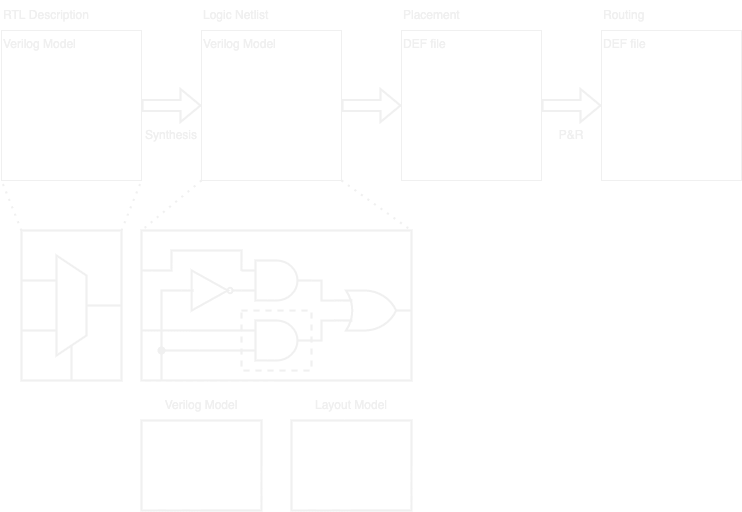 RTL Description
Logic Netlist
Placement
Routing
Verilog Model
Verilog Model
DEF file
DEF file
Synthesis
P&R
Verilog Model
Layout Model